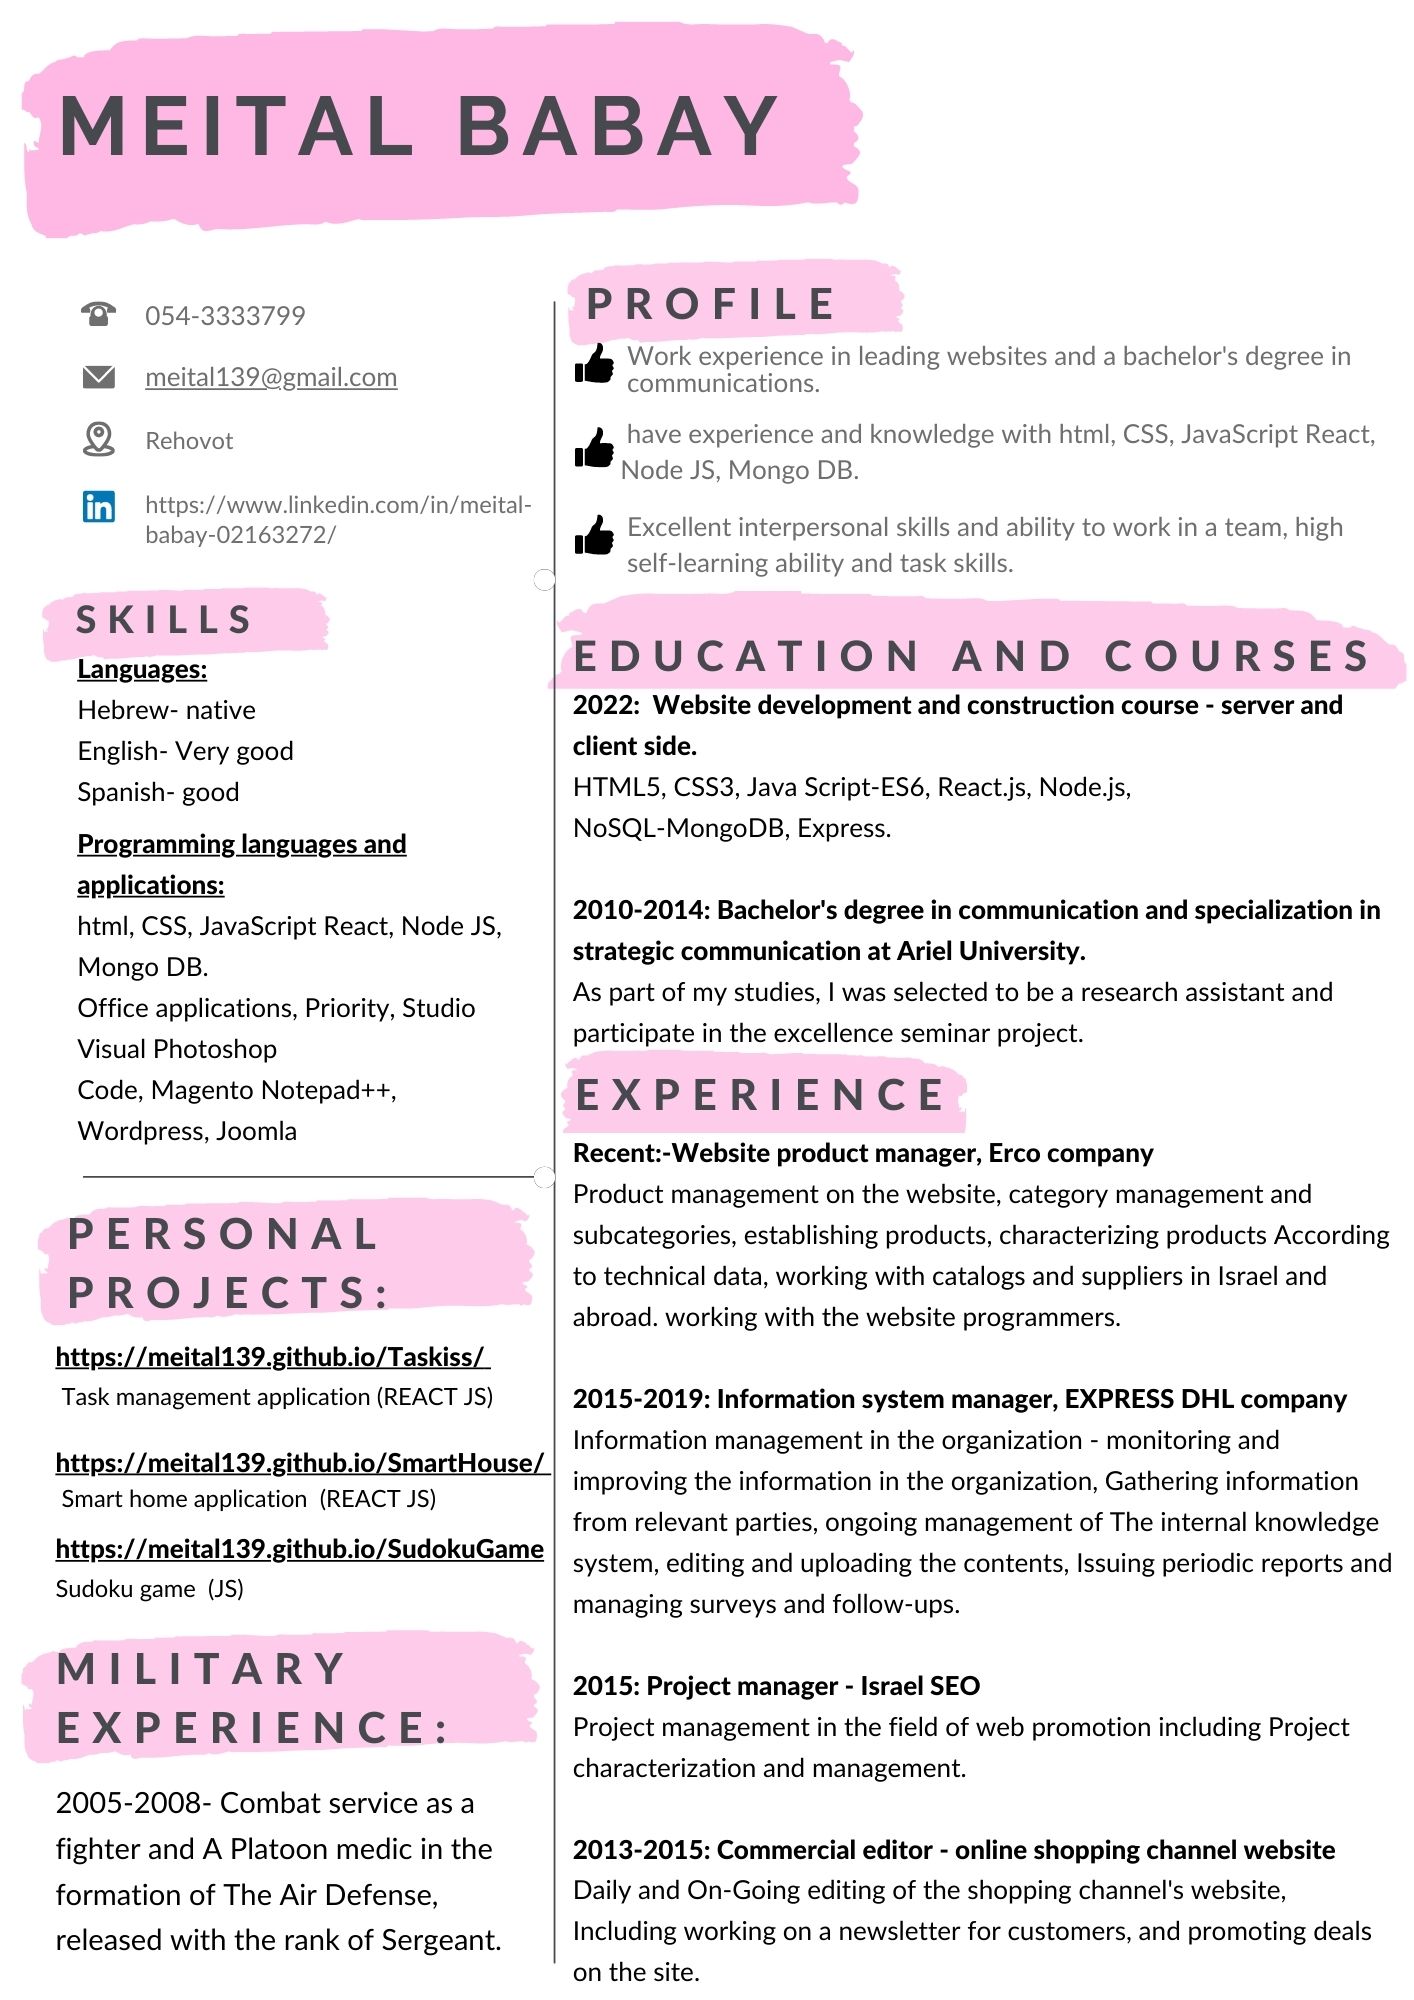 MEITAL BABAY
054-3333799
meital139@gmail.com
Rehovot
https://www.linkedin.com/in/meital-
babay-02163272/
SKILLS
Languages:
Hebrew- native
English- Very good
Spanish- good
Programming languages and
applications:
html, CSS, JavaScript React, Node JS,
Mongo DB.
Office applications, Priority, Studio
Visual Photoshop
Code, Magento Notepad++,
Wordpress, Joomla
PERSONAL
PROJECTS:
https://meital139.github.io/Taskiss/
Task management application (REACT JS)
https://meital139.github.io/SmartHouse/
Smart home application (REACT JS)
https://meital139.github.io/SudokuGame
Sudoku game (JS)
MILITARY
EXPERIENCE:
2005-2008- Combat service as a
fighter and A Platoon medic in the
formation of The Air Defense,
released with the rank of Sergeant.
PROFILE
Work experience in leading websites and a bachelor's degree in
communications.
have experience and knowledge with html, CSS, JavaScript React,
Node JS, Mongo DB.
Excellent interpersonal skills and ability to work in a team, high
self-learning ability and task skills.
EDUCATION AND COURSES
2022: Website development and construction course - server and
client side.
HTML5, CSS3, Java Script-ES6, React.js, Node.js,
NoSQL-MongoDB, Express.
2010-2014: Bachelor's degree in communication and specialization in
strategic communication at Ariel University.
As part of my studies, I was selected to be a research assistant and
participate in the excellence seminar project.
EXPERIENCE
Recent:-Website product manager, Erco company
Product management on the website, category management and
subcategories, establishing products, characterizing products According
to technical data, working with catalogs and suppliers in Israel and
abroad. working with the website programmers.
2015-2019: Information system manager, EXPRESS DHL company
Information management in the organization - monitoring and
improving the information in the organization, Gathering information
from relevant parties, ongoing management of The internal knowledge
system, editing and uploading the contents, Issuing periodic reports and
managing surveys and follow-ups.
2015: Project manager - Israel SEO
Project management in the field of web promotion including Project
characterization and management.
2013-2015: Commercial editor - online shopping channel website
Daily and On-Going editing of the shopping channel's website,
Including working on a newsletter for customers, and promoting deals
on the site.